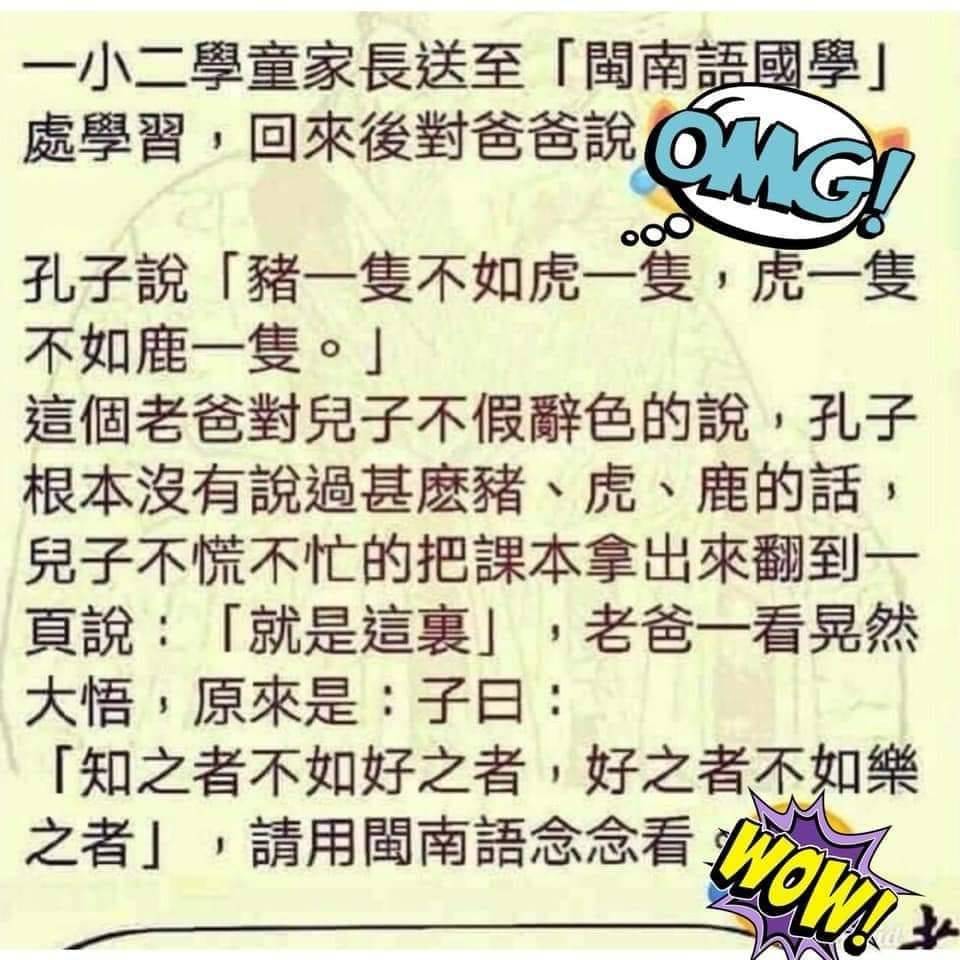 一小二學童家長送至「閩南語國學」
處學習，回來後對爸爸說
OMG!
孔子說「豬一隻不如虎一隻，虎一隻
不如鹿一隻。」
這個老爸對兒子不假辭色的說，孔子
根本沒有說過甚麽豬、虎、鹿的話，
兒子不慌不忙的把課本拿出來翻到一
頁說：「就是這裏」，老爸一看晃然
大悟，原來是：子曰：
「知之者不如好之者，好之者不如樂
之者」，請用閩南語念念看。
WOW!